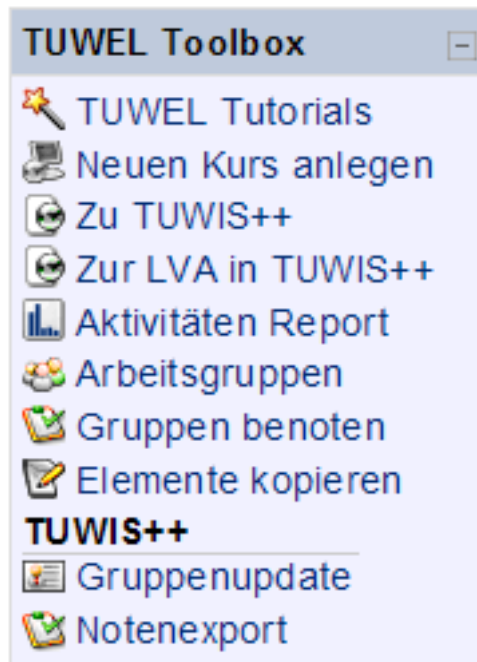 TUWEL Toolbox
TUWEL Tutorials
Neuen Kurs anlegen
Zu TUWIS++
Zur LVA in TUWIS++
Aktivitäten Report
Arbeitsgruppen
Gruppen benoten
Elemente kopieren
TUWIS++
Gruppenupdate
Notenexport